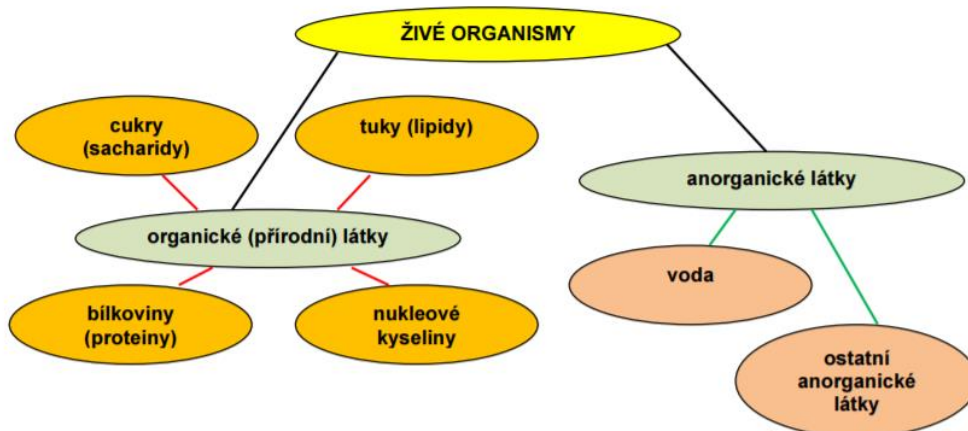 ŽIVÉ ORGANISMY
cukry
(sacharidy)
tuky (lipidy)
anorganické látky
organické (přírodní) látky
voda
bílkoviny
(proteiny)
nukleové
kyseliny
ostatní
anorganické
látky